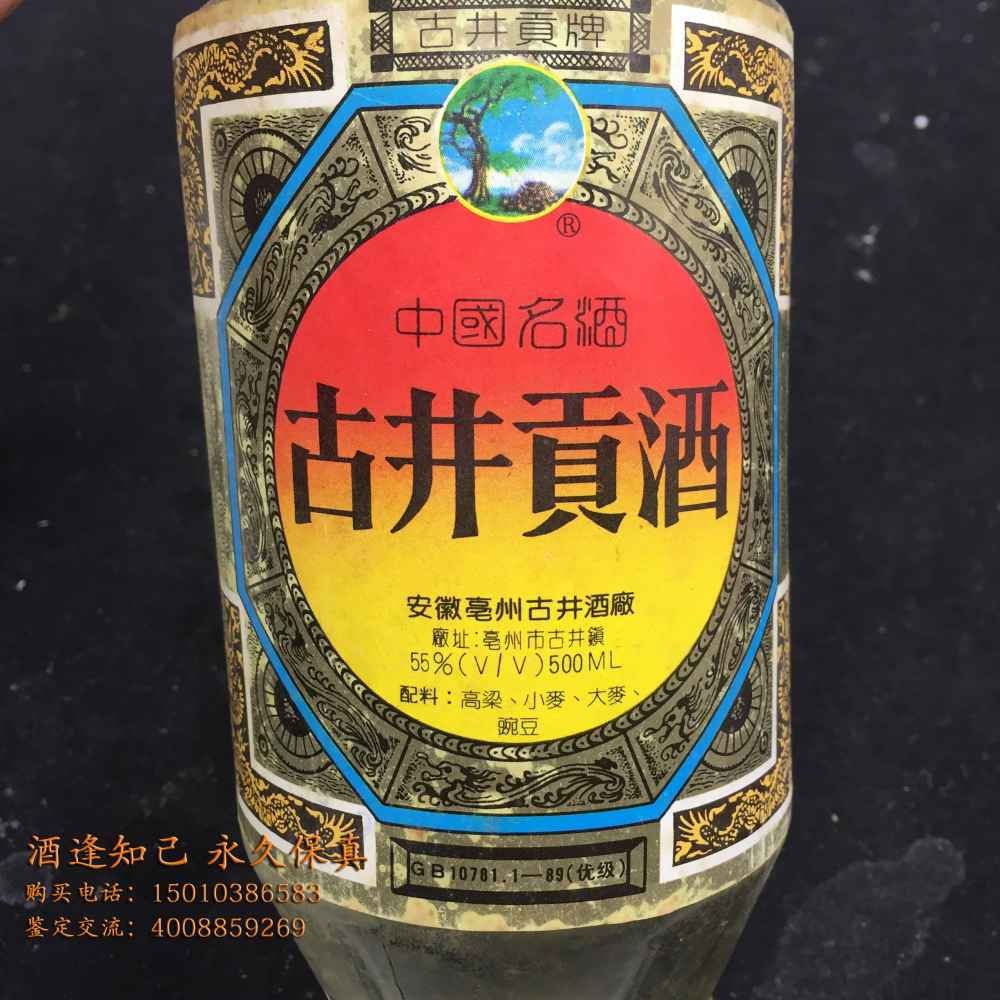 古井貢牌
®
中國名酒
古井貢酒
安徽亳州古井酒廠
廠址:亳州市古井鎮
55%(V/V)500ML
配料：高梁、小麥、大麥、
豌豆
GB10781.1—89(优级)
酒逢知己 永久保真
购买电话：15010386583
鉴定交流：4008859269